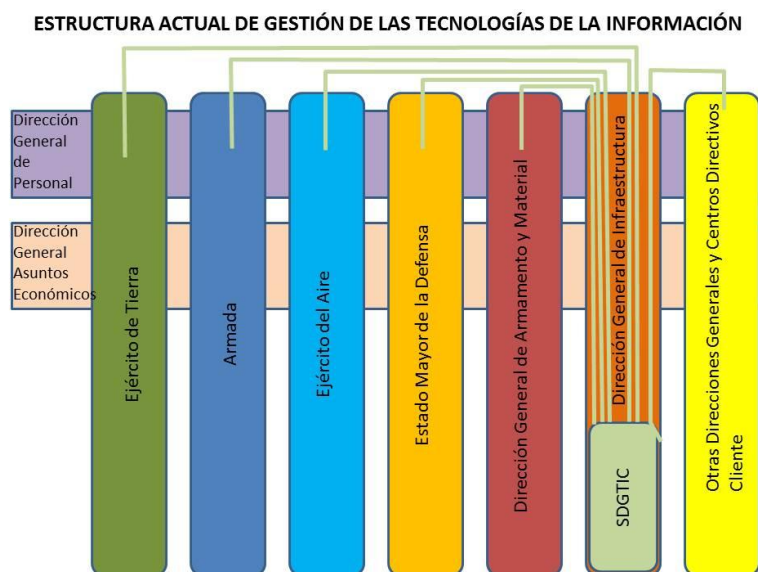 ESTRUCTURA ACTUAL DE GESTIÓN DE LAS TECNOLOGÍAS DE LA INFORMACIÓN
Dirección
General
de
Personal
Dirección
General
Asuntos
Económicos
Ejército de Tierra
Armada
Ejército del Aire
Estado Mayor de la Defensa
Dirección General de Armamento y Material
Dirección General de Infraestructura
SDGTIC
Otras Direcciones Generales y Centros Directivos
Cliente